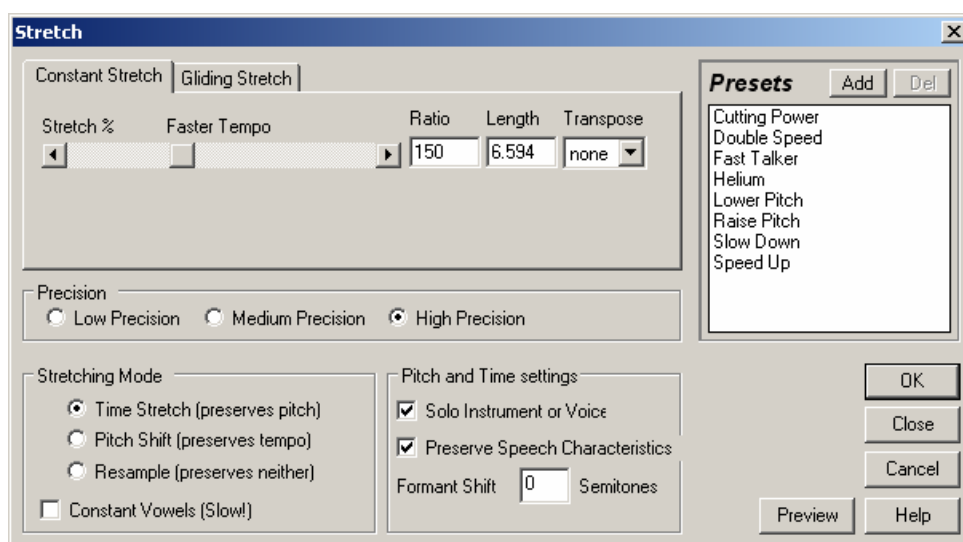 Stretch
Constant Stretch
Gliding Stretch
Stretch %
Faster Tempo
Ratio
Length
Transpose
150
6.594
none
Presets
Add
Del
Cutting Power
Double Speed
Fast Talker
Helium
Lower Pitch
Raise Pitch
Slow Down
Speed Up
Precision
Low Precision
Medium Precision
High Precision
Stretching Mode
Time Stretch (preserves pitch)
Pitch Shift (preserves tempo)
Resample (preserves neither)
Constant Vowels (Slow!)
Pitch and Time settings
Solo Instrument or Voice
Preserve Speech Characteristics
Formant Shift
0
Semitones
OK
Close
Cancel
Preview
Help